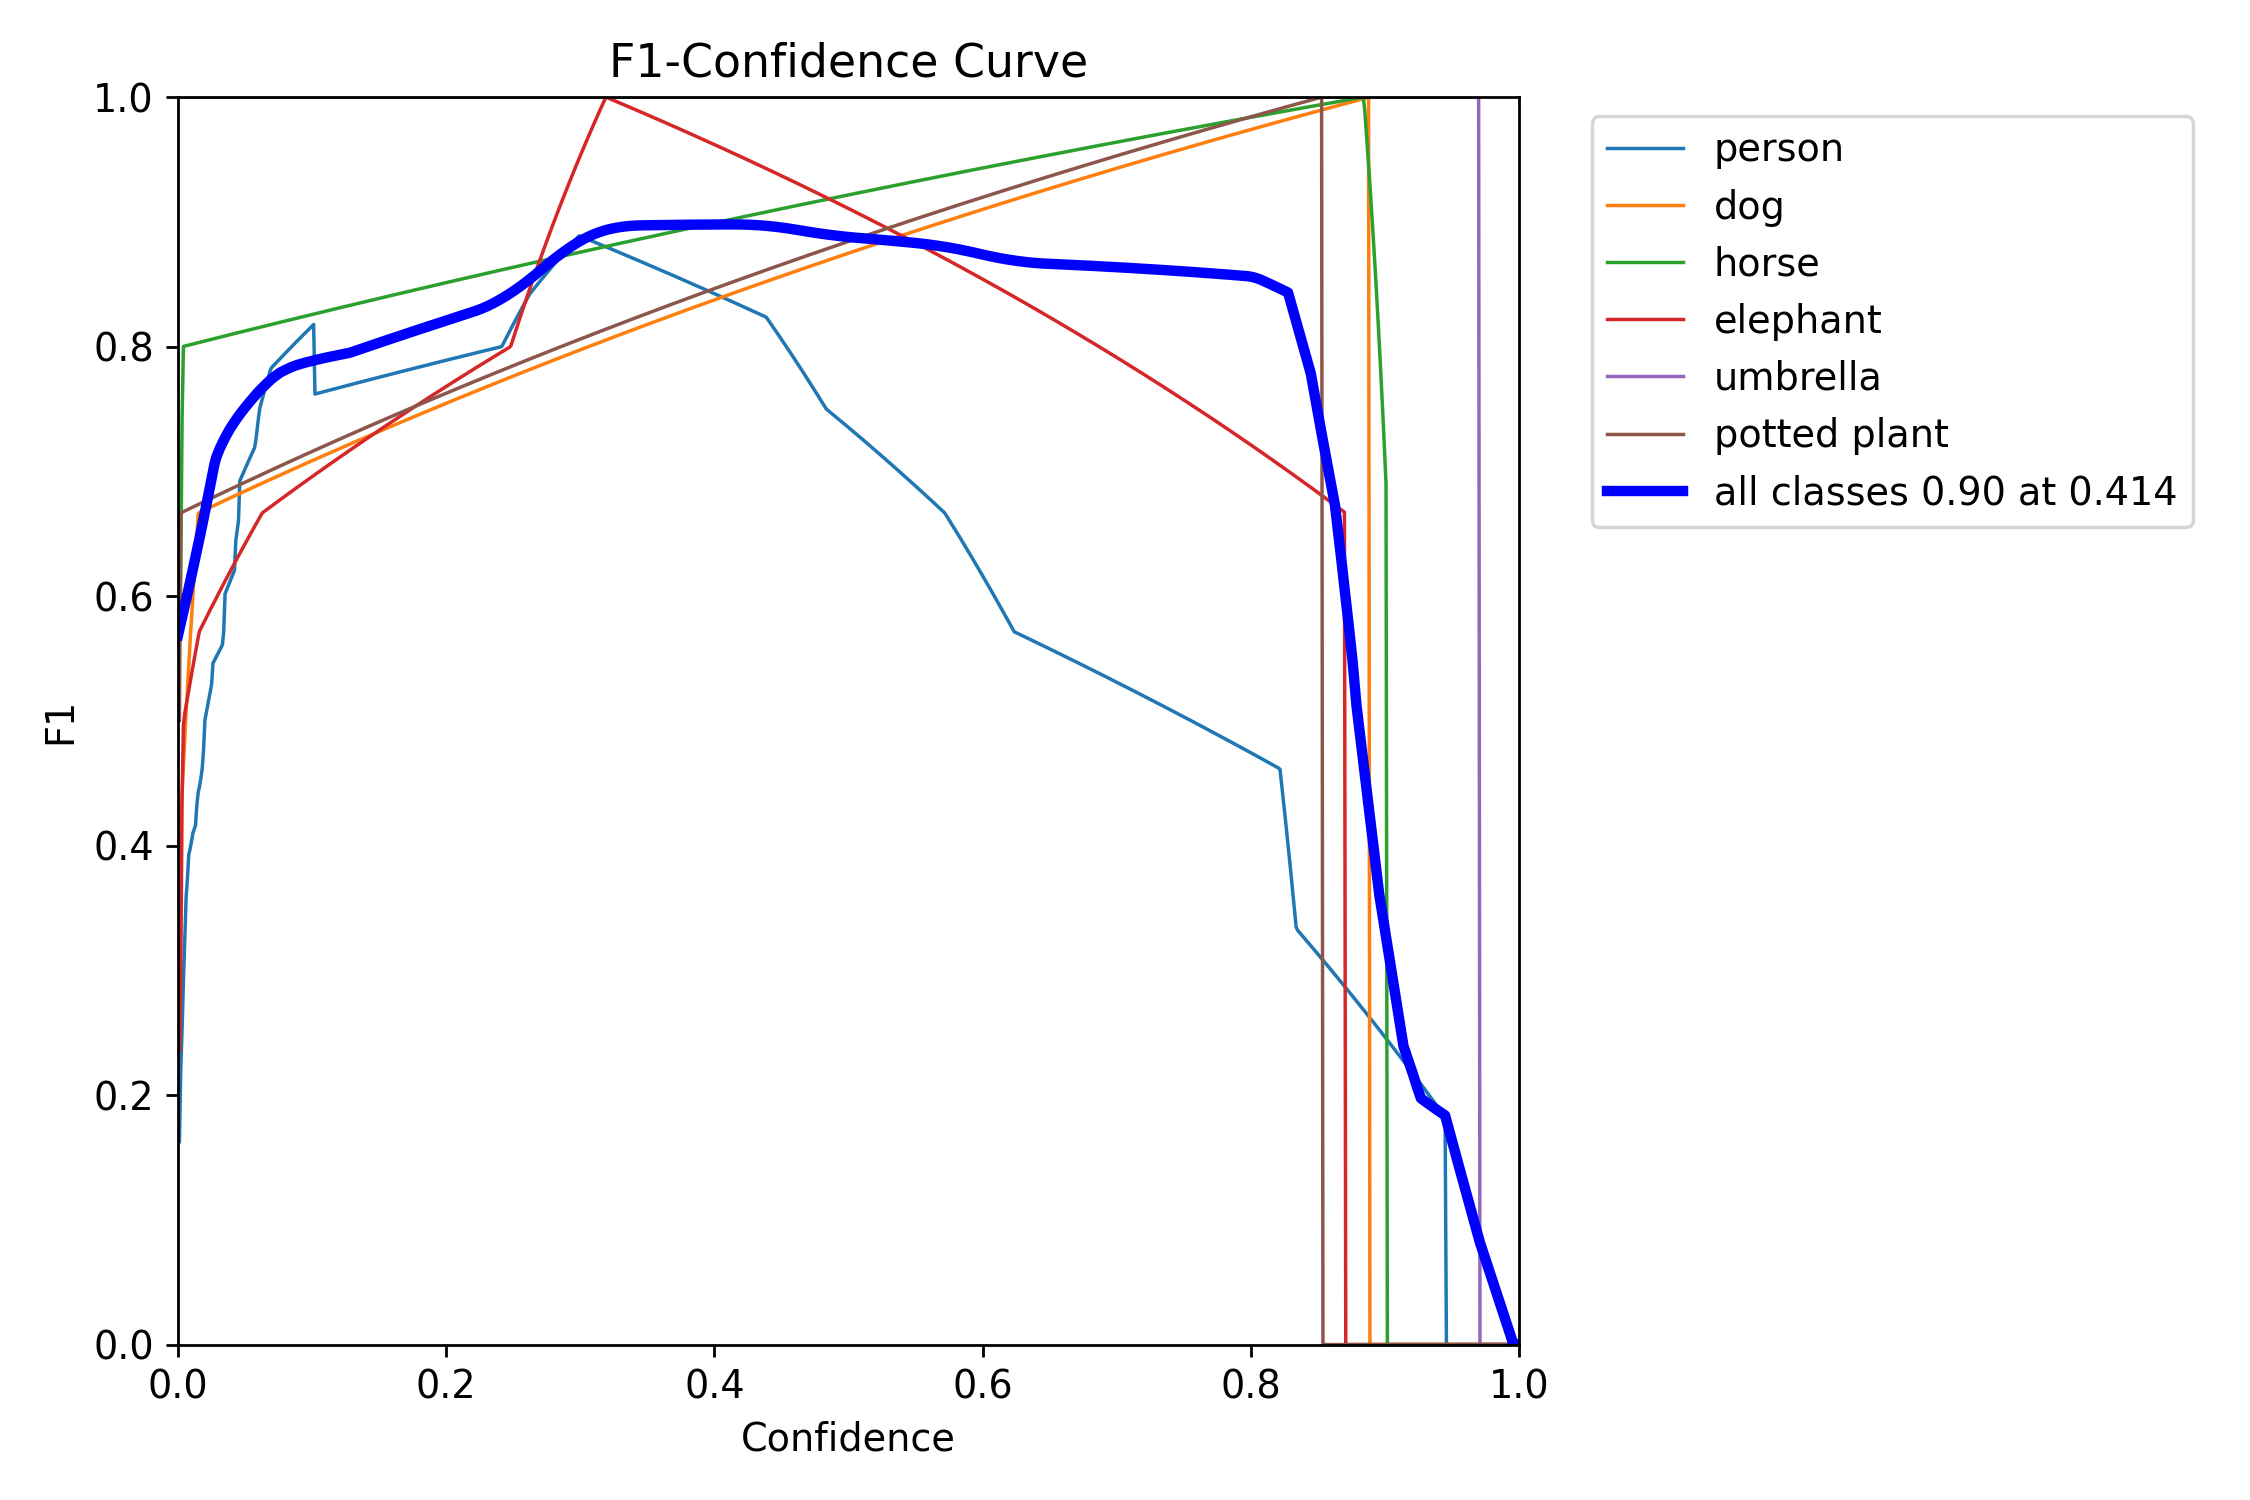 F1-Confidence Curve
1.0
0.8
0.6
0.4
0.2
0.0
F1
0.0 0.2 0.4 0.6 0.8 1.0
Confidence
person
dog
horse
elephant
umbrella
potted plant
all classes 0.90 at 0.414